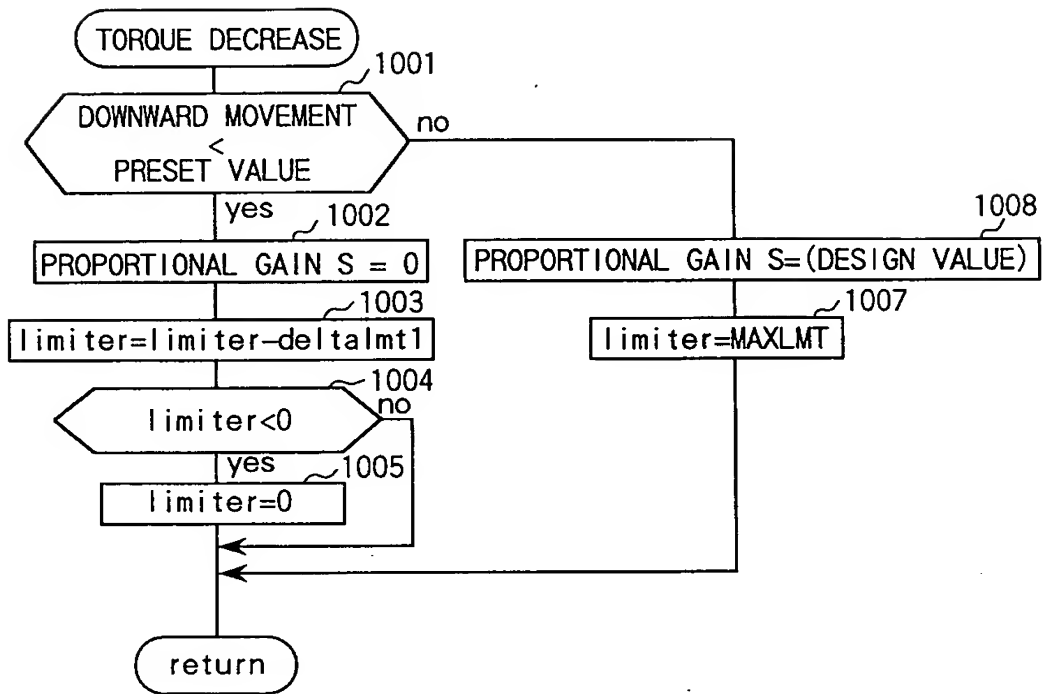 TORQUE DECREASE
1001
DOWNWARD MOVEMENT
<
PRESET VALUE
no
yes
1002
PROPORTIONAL GAIN S = 0
1003
limiter=limiter-deltalmt1
1004
limiter<0
no
yes
1005
limiter=0
1008
PROPORTIONAL GAIN S=(DESIGN VALUE)
1007
limiter=MAXLMT
return